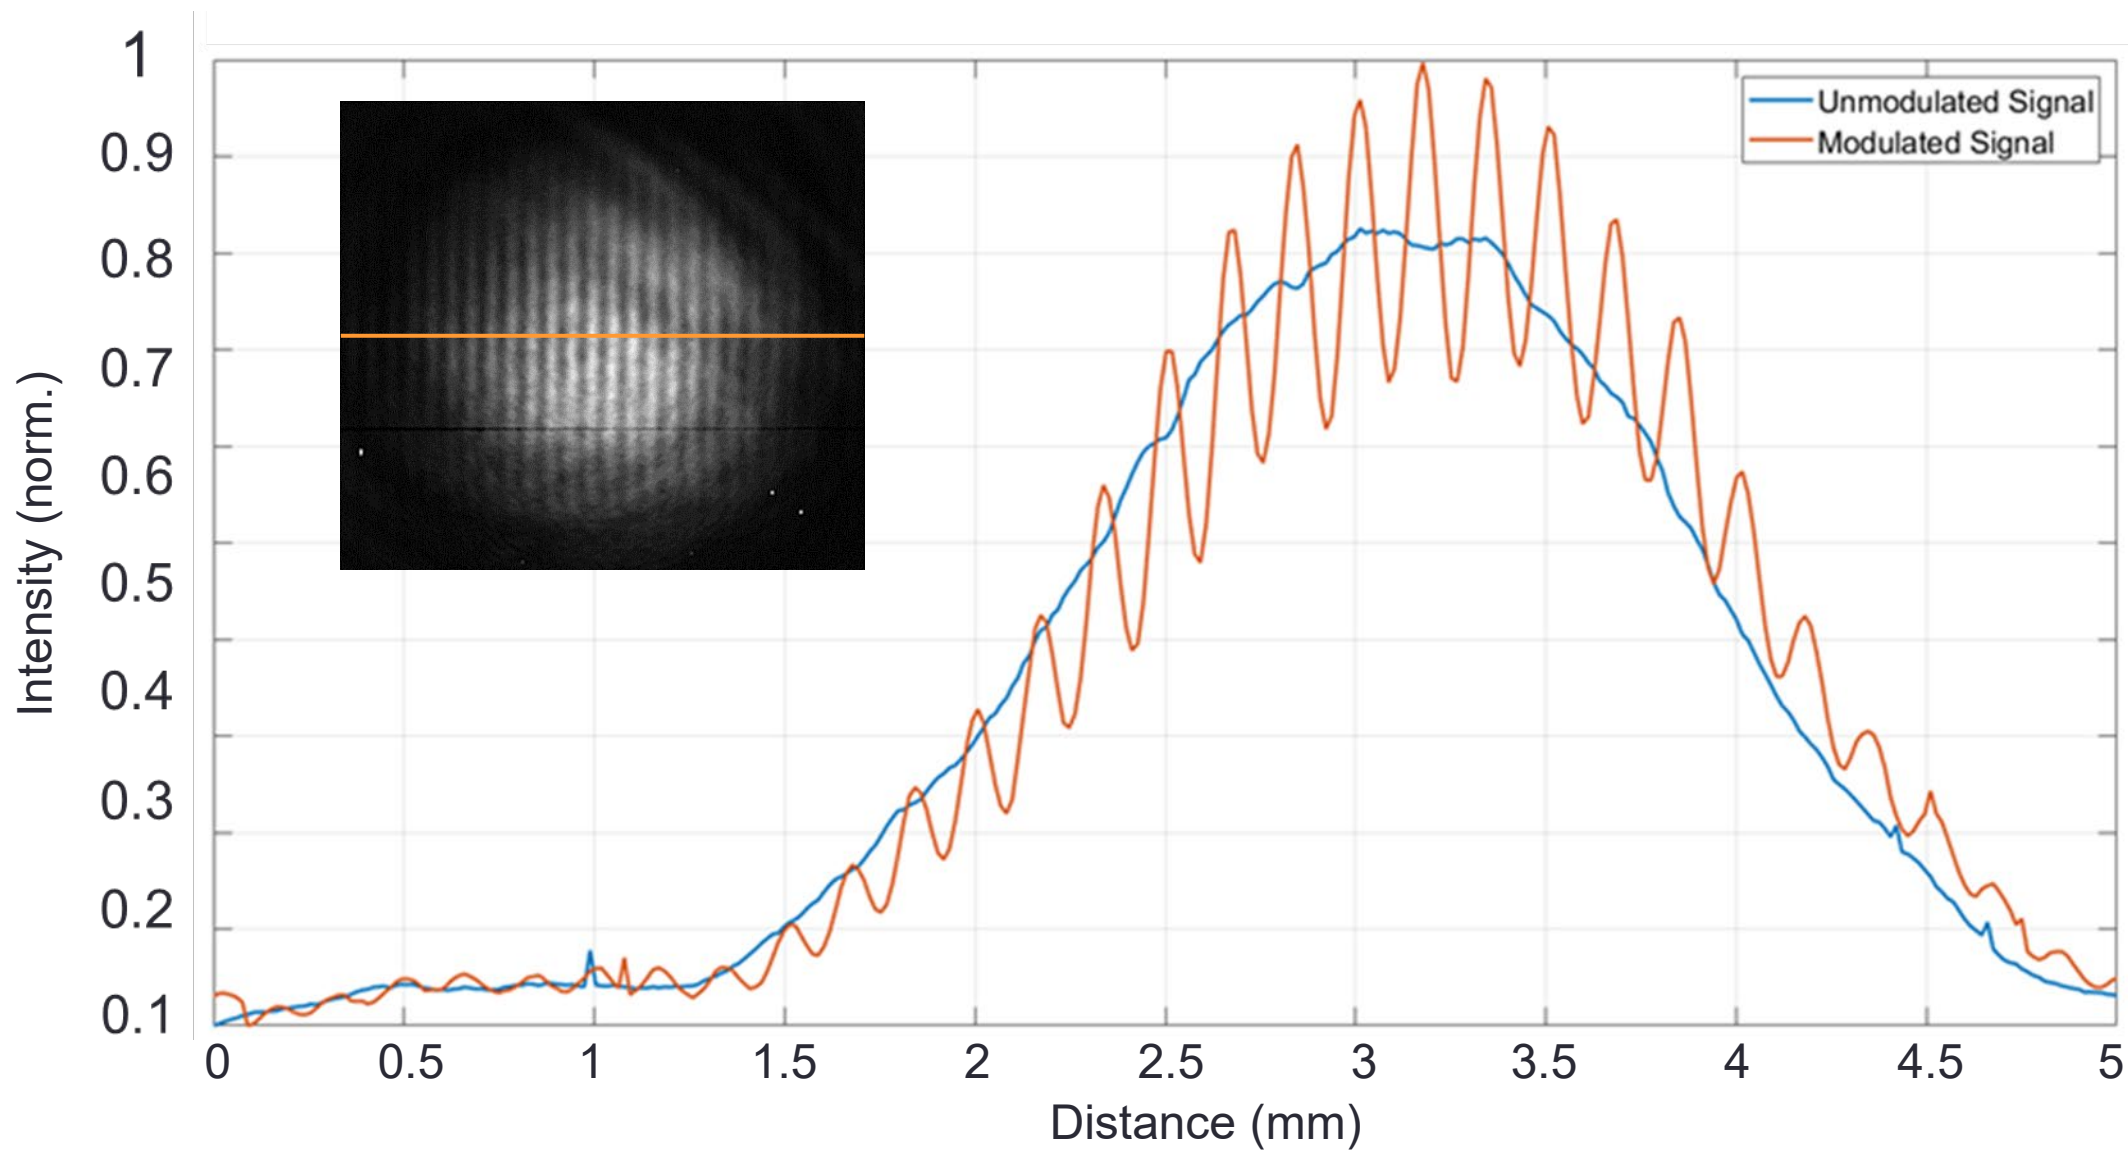 1
0.9
0.8
0.7
0.6
0.5
0.4
0.3
0.2
0.1
Intensity (norm.)
Unmodulated Signal
Modulated Signal
0 0.5 1 1.5 2 2.5 3 3.5 4 4.5 5
Distance (mm)